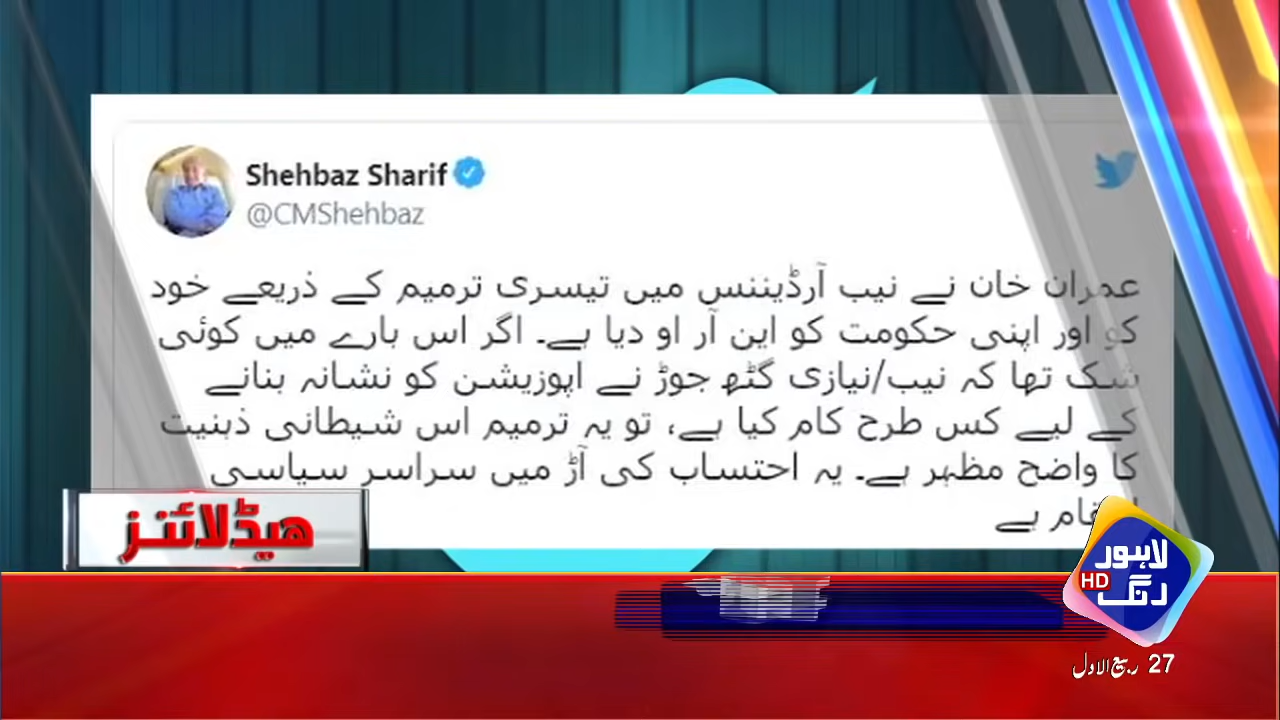 Shehbaz Sharif
@CMShehbaz
عمران خان نے نیب آرڈیننس میں تیسری ترمیم کے ذریعے خود
کو اور اپنی حکومت کو این آر او دیا ہے۔ اگر اس بارے میں کوئی
شک تھا کہ نیب/نیازی گٹھ جوڑ نے اپوزیشن کو نشانہ بنانے
کے لیے کس طرح کام کیا ہے، تو یہ ترمیم اس شیطانی ذہنیت
کا واضح مظہر ہے۔ یہ احتساب کی آڑ میں سراسر سیاسی
ہے
ھیڈلائنز
لاہور
HD رنگ
27 ربیع الاول